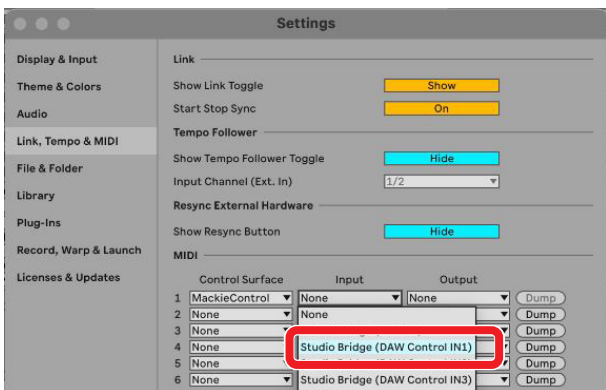 Settings
Display & Input
Theme & Colors
Audio
Link, Tempo & MIDI
File & Folder
Library
Plug-Ins
Record, Warp & Launch
Licenses & Updates
Link
Show Link Toggle Show
Start Stop Sync On
Tempo Follower
Show Tempo Follower Toggle Hide
Input Channel (Ext. In) 1/2
Resync External Hardware
Show Resync Button Hide
MIDI
Control Surface Input Output
1 MackieControl None None Dump
2 None None Dump
3 None Dump
4 None Studio Bridge (DAW Control IN1) Dump
5 None Dump
6 None Studio Bridge (DAW Control IN3) Dump